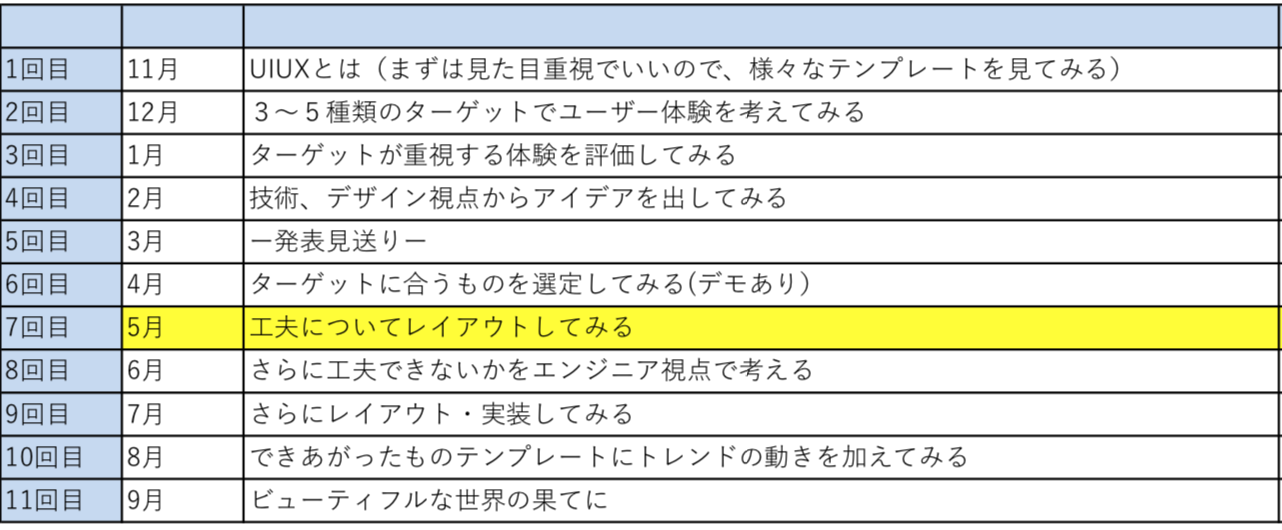 1回目 11月 UIUXとは（まずは見た目重視でいいので、様々なテンプレートを見てみる）
2回目 12月 ３～５種類のターゲットでユーザー体験を考えてみる
3回目 1月 ターゲットが重視する体験を評価してみる
4回目 2月 技術、デザイン視点からアイデアを出してみる
5回目 3月 ー発表見送りー
6回目 4月 ターゲットに合うものを選定してみる(デモあり）
7回目 5月 工夫についてレイアウトしてみる
8回目 6月 さらに工夫できないかをエンジニア視点で考える
9回目 7月 さらにレイアウト・実装してみる
10回目 8月 できあがったものテンプレートにトレンドの動きを加えてみる
11回目 9月 ビューティフルな世界の果てに